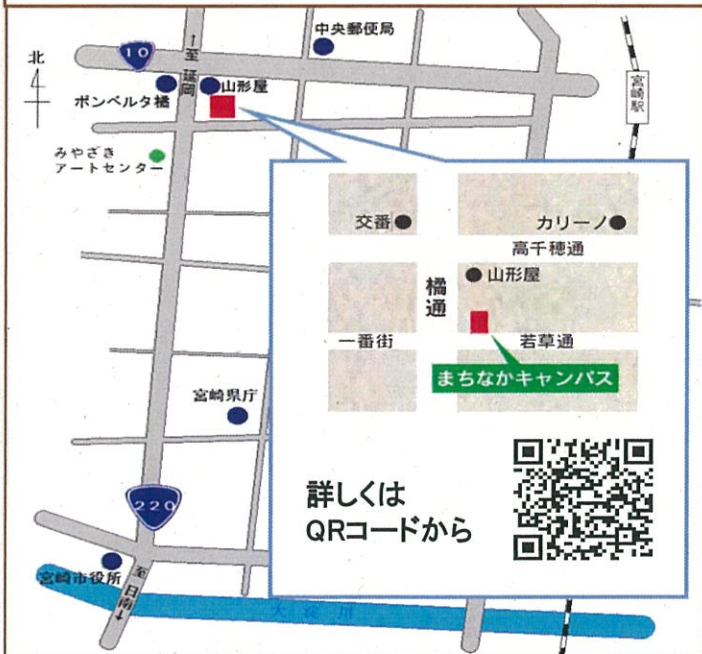 中央郵便局
北
10
↑至 延岡
宮崎駅
ボンベルタ橘
山形屋
みやざき
アートセンター
交番
カリーノ
高千穂通
橘通
山形屋
一番街
若草通
まちなかキャンパス
宮崎県庁
220
詳しくは
QRコードから
宮崎市役所
至 日南↓
大淀川